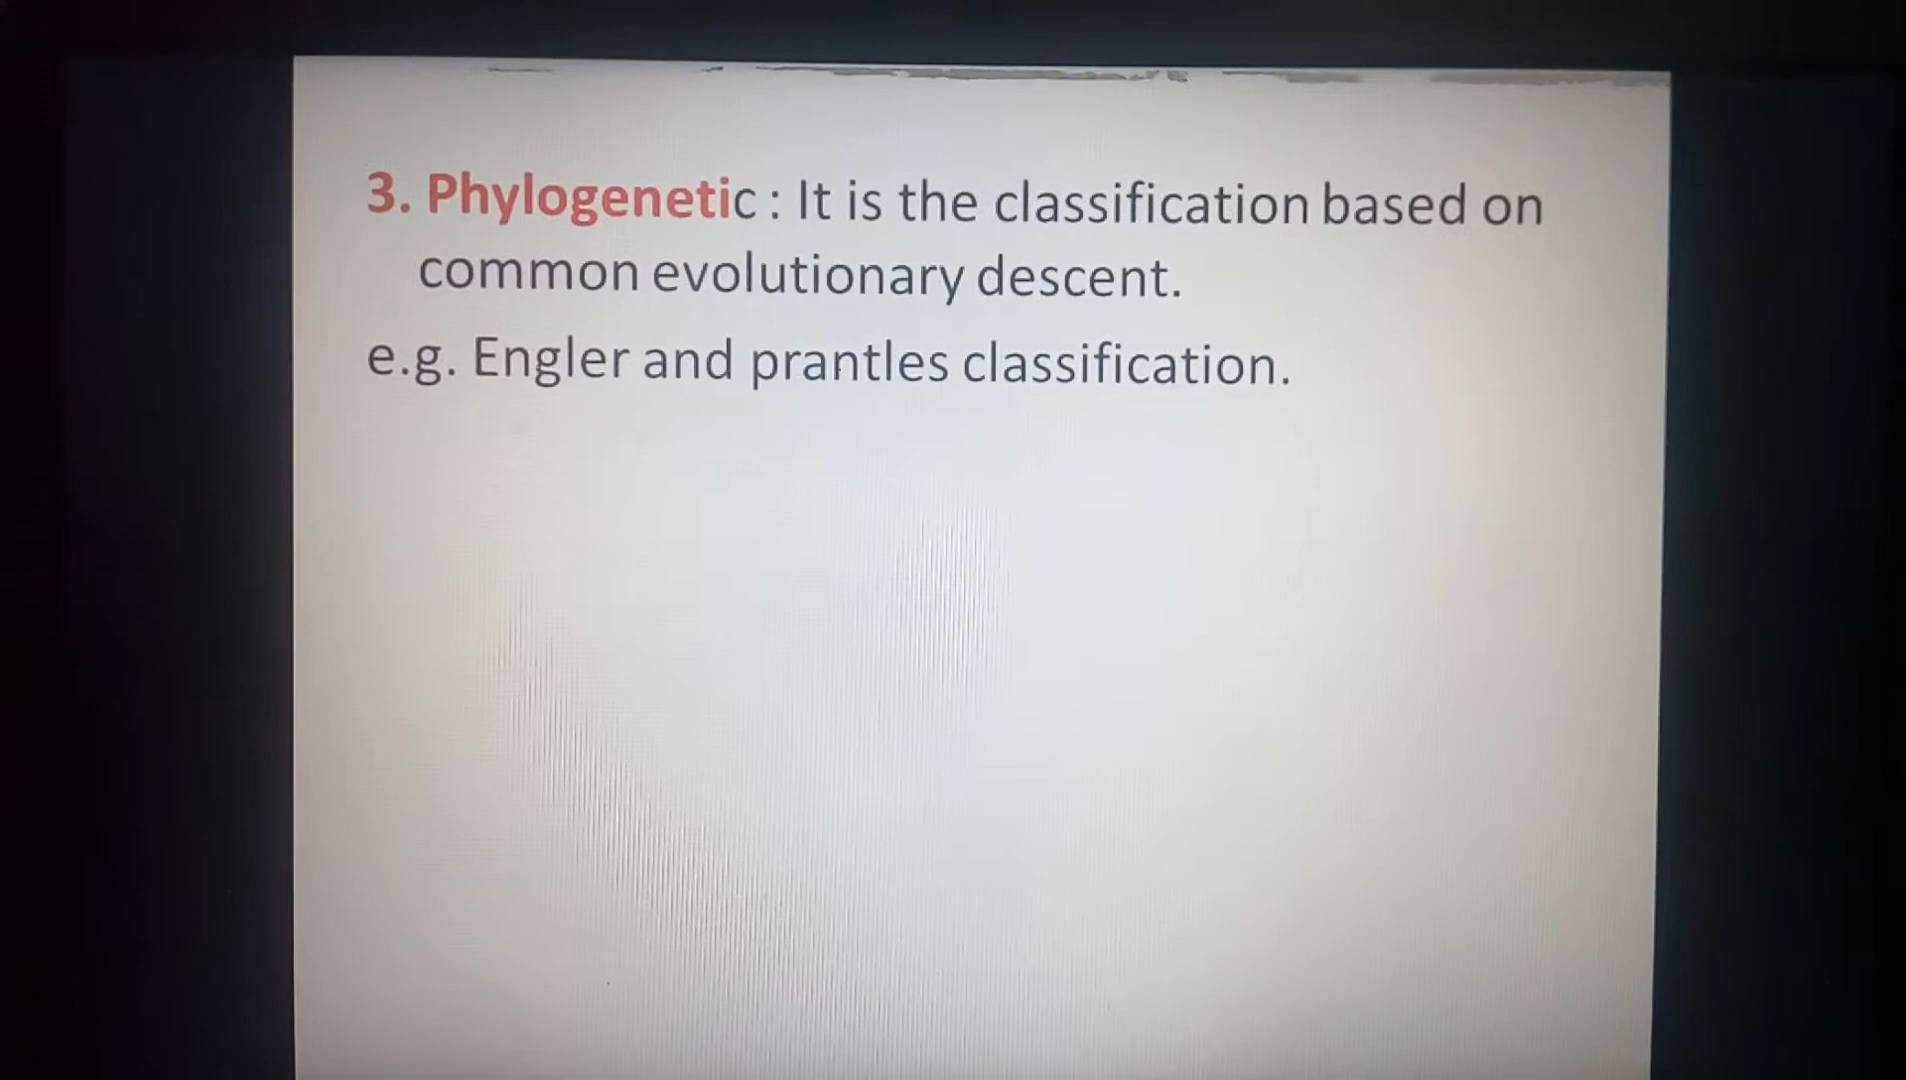 3. Phylogenetic : It is the classification based on
common evolutionary descent.
e.g. Engler and prantles classification.